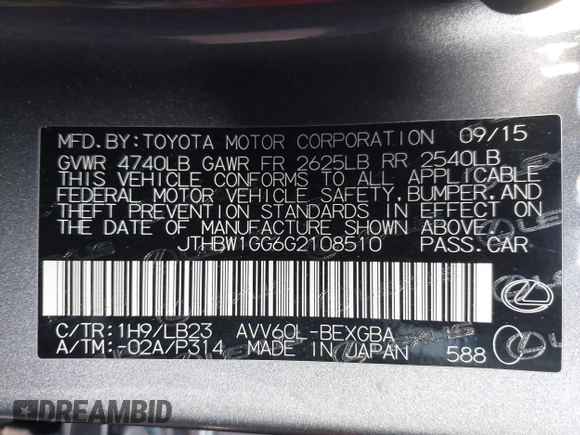 MFD.BY:TOYOTA MOTOR CORPORATION 09/15
GVWR 4740LB GAWR FR 2625LB RR 2540LB
THIS VEHICLE CONFORMS TO ALL APPLICABLE
FEDERAL MOTOR VEHICLE SAFETY, BUMPER, AND
THEFT PREVENTION STANDARDS IN EFFECT ON
THE DATE OF MANUFACTURE SHOWN ABOVE.
JTHBW1GG6G2108510 PASS.CAR
C/TR:1H9/LB23 AVV60L-BEXGBA
A/TM:-02A/P314 MADE IN JAPAN 588
DREAMBID